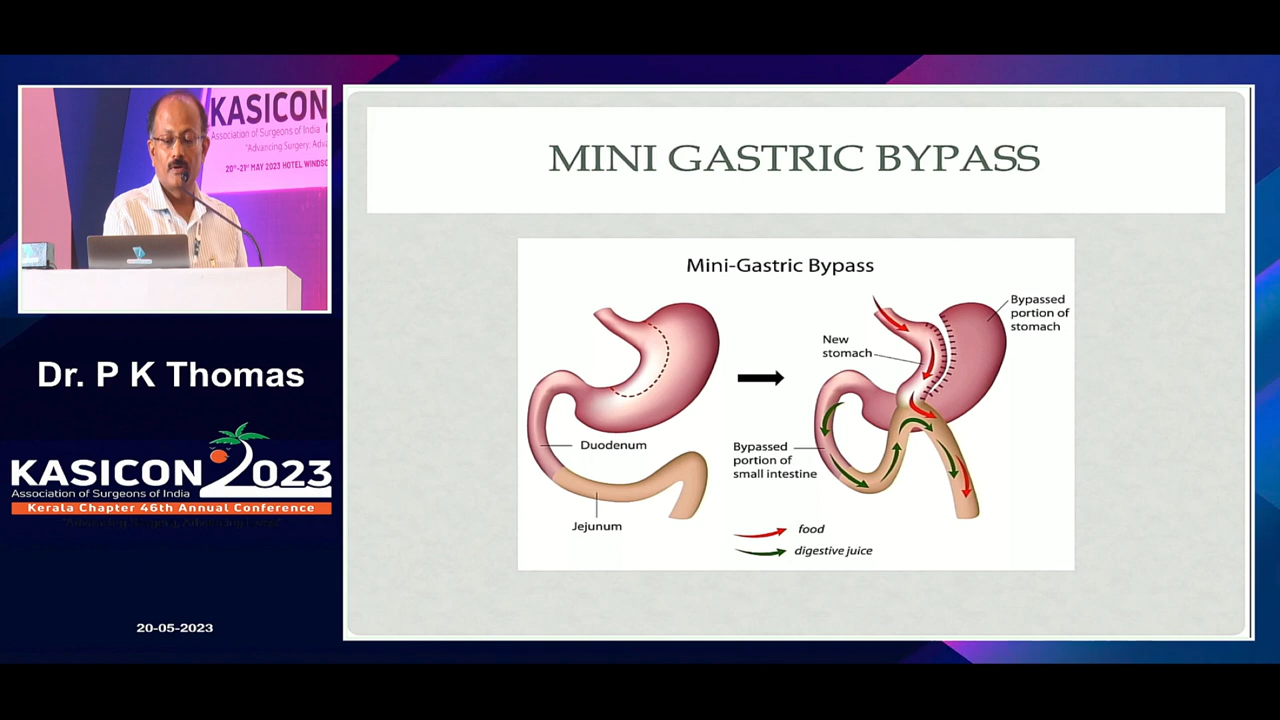 KASICON
Association of Surgeons of India
"Advancing Surgery: Adva
20th-21st MAY 2023 HOTEL WINDSO
Dr. P K Thomas
KASICON 2023
Association of Surgeons of India
Kerala Chapter 46th Annual Conference
20-05-2023
MINI GASTRIC BYPASS
Mini-Gastric Bypass
Duodenum
Jejunum
Bypassed
portion of
stomach
New
stomach
Bypassed
portion of
small intestine
food
digestive juice